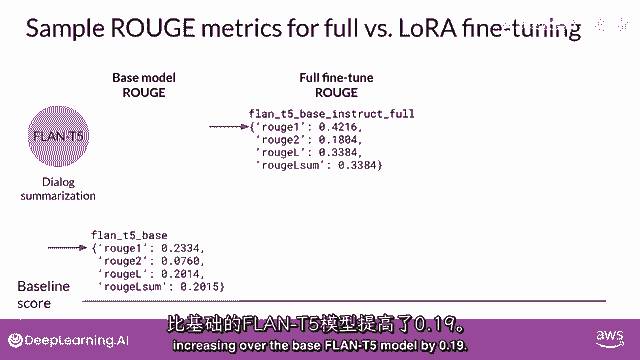 Sample ROUGE metrics for full vs. LoRA fine-tuning
Base model
ROUGE
Full fine-tune
ROUGE
flan_t5_base_instruct_full
{'rouge1': 0.4216,
'rouge2': 0.1804,
'rougeL': 0.3384,
'rougeLsum': 0.3384}
FLAN-T5
Dialog
summarization
flan_t5_base
{'rouge1': 0.2334,
'rouge2': 0.0760,
'rougeL': 0.2014,
'rougeLsum': 0.2015}
Baseline
score
比基础的FLAN-T5模型提高了0.19。
increasing over the base FLAN-T5 model by 0.19.
DeepLearning.AI
aws